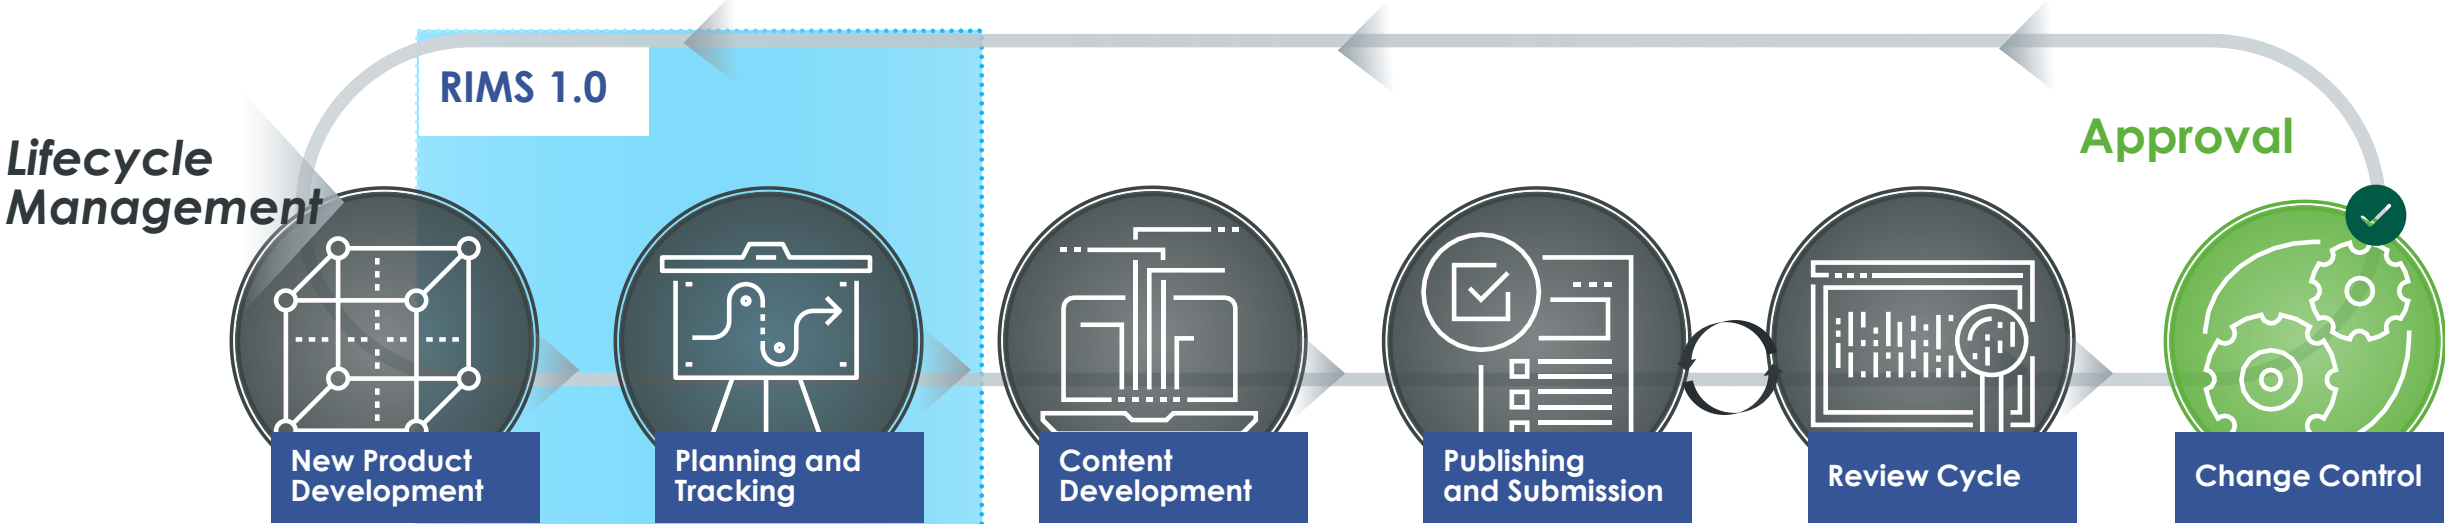 RIMS 1.0
Lifecycle
Management
Approval
New Product
Development
Planning and
Tracking
Content
Development
Publishing
and Submission
Review Cycle
Change Control